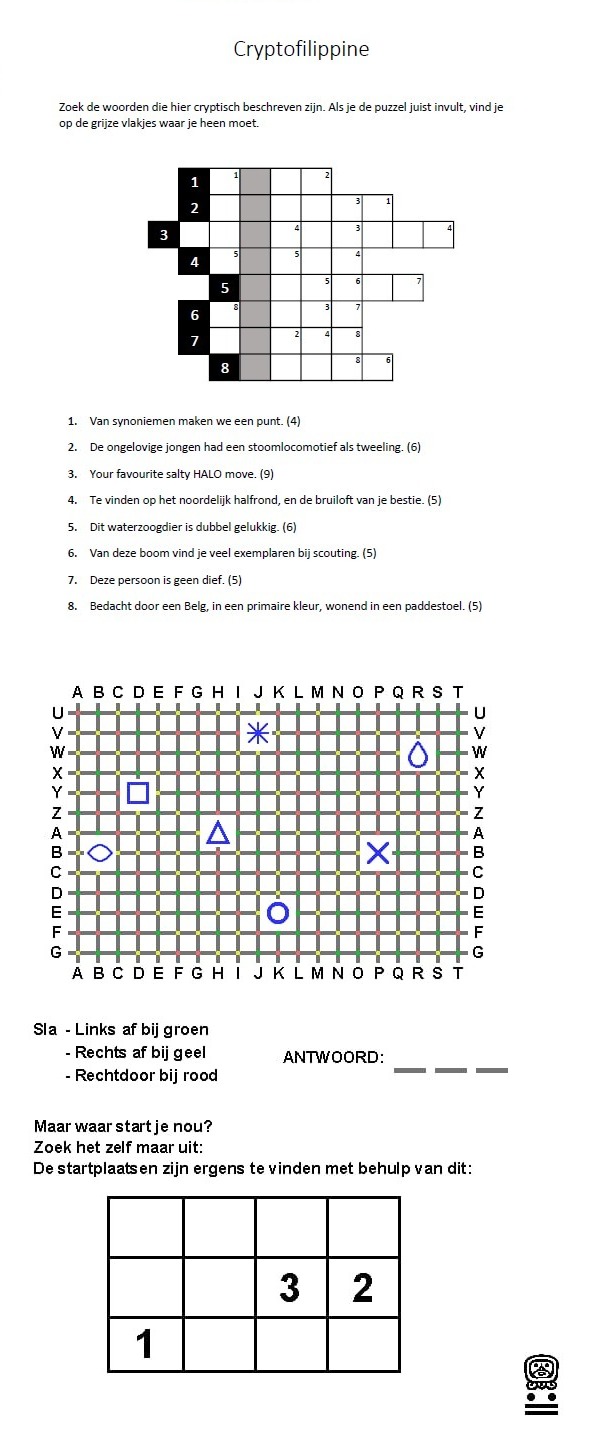 Cryptofilippine
Zoek de woorden die hier cryptisch beschreven zijn. Als je de puzzel juist invult, vind je
op de grijze vlakjes waar je heen moet.
1 1 2
2 3 1
3 4 3 4
4 5 5 4
5 5 6 7
6 8 3 7
7 2 4 8
8 8 6
1. Van synoniemen maken we een punt. (4)
2. De ongelovige jongen had een stoomlocomotief als tweeling. (6)
3. Your favourite salty HALO move. (9)
4. Te vinden op het noordelijk halfrond, en de bruiloft van je bestie. (5)
5. Dit waterzoogdier is dubbel gelukkig. (6)
6. Van deze boom vind je veel exemplaren bij scouting. (5)
7. Deze persoon is geen dief. (5)
8. Bedacht door een Belg, in een primaire kleur, wonend in een paddestoel. (5)
A B C D E F G H I J K L M N O P Q R S T
U U
V V
W W
X X
Y Y
Z Z
A A
B B
C C
D D
E E
F F
G G
A B C D E F G H I J K L M N O P Q R S T
Sla - Links af bij groen
- Rechts af bij geel
- Rechtdoor bij rood
ANTWOORD: __ __ __
Maar waar start je nou?
Zoek het zelf maar uit:
De startplaatsen zijn ergens te vinden met behulp van dit:
3 2
1